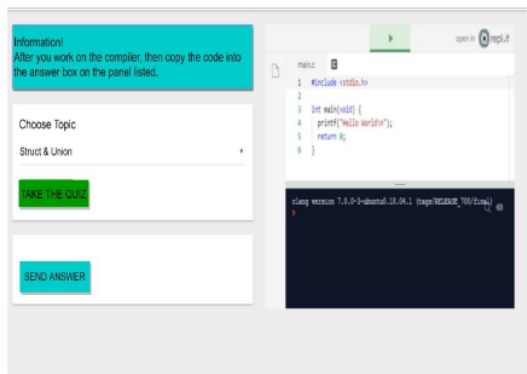 Information!
After you work on the compiler, then copy the code into
the answer box on the panel listed.
Choose Topic
Struct & Union
TAKE THE QUIZ
SEND ANSWER
open in repl.it
main.c
1 #include <stdio.h>
2
3 int main(void) {
4 printf("Hello World\n");
5 return 0;
6 }
clang version 7.0.0-3~ubuntu0.18.04.1 (tags/RELEASE_700/final)